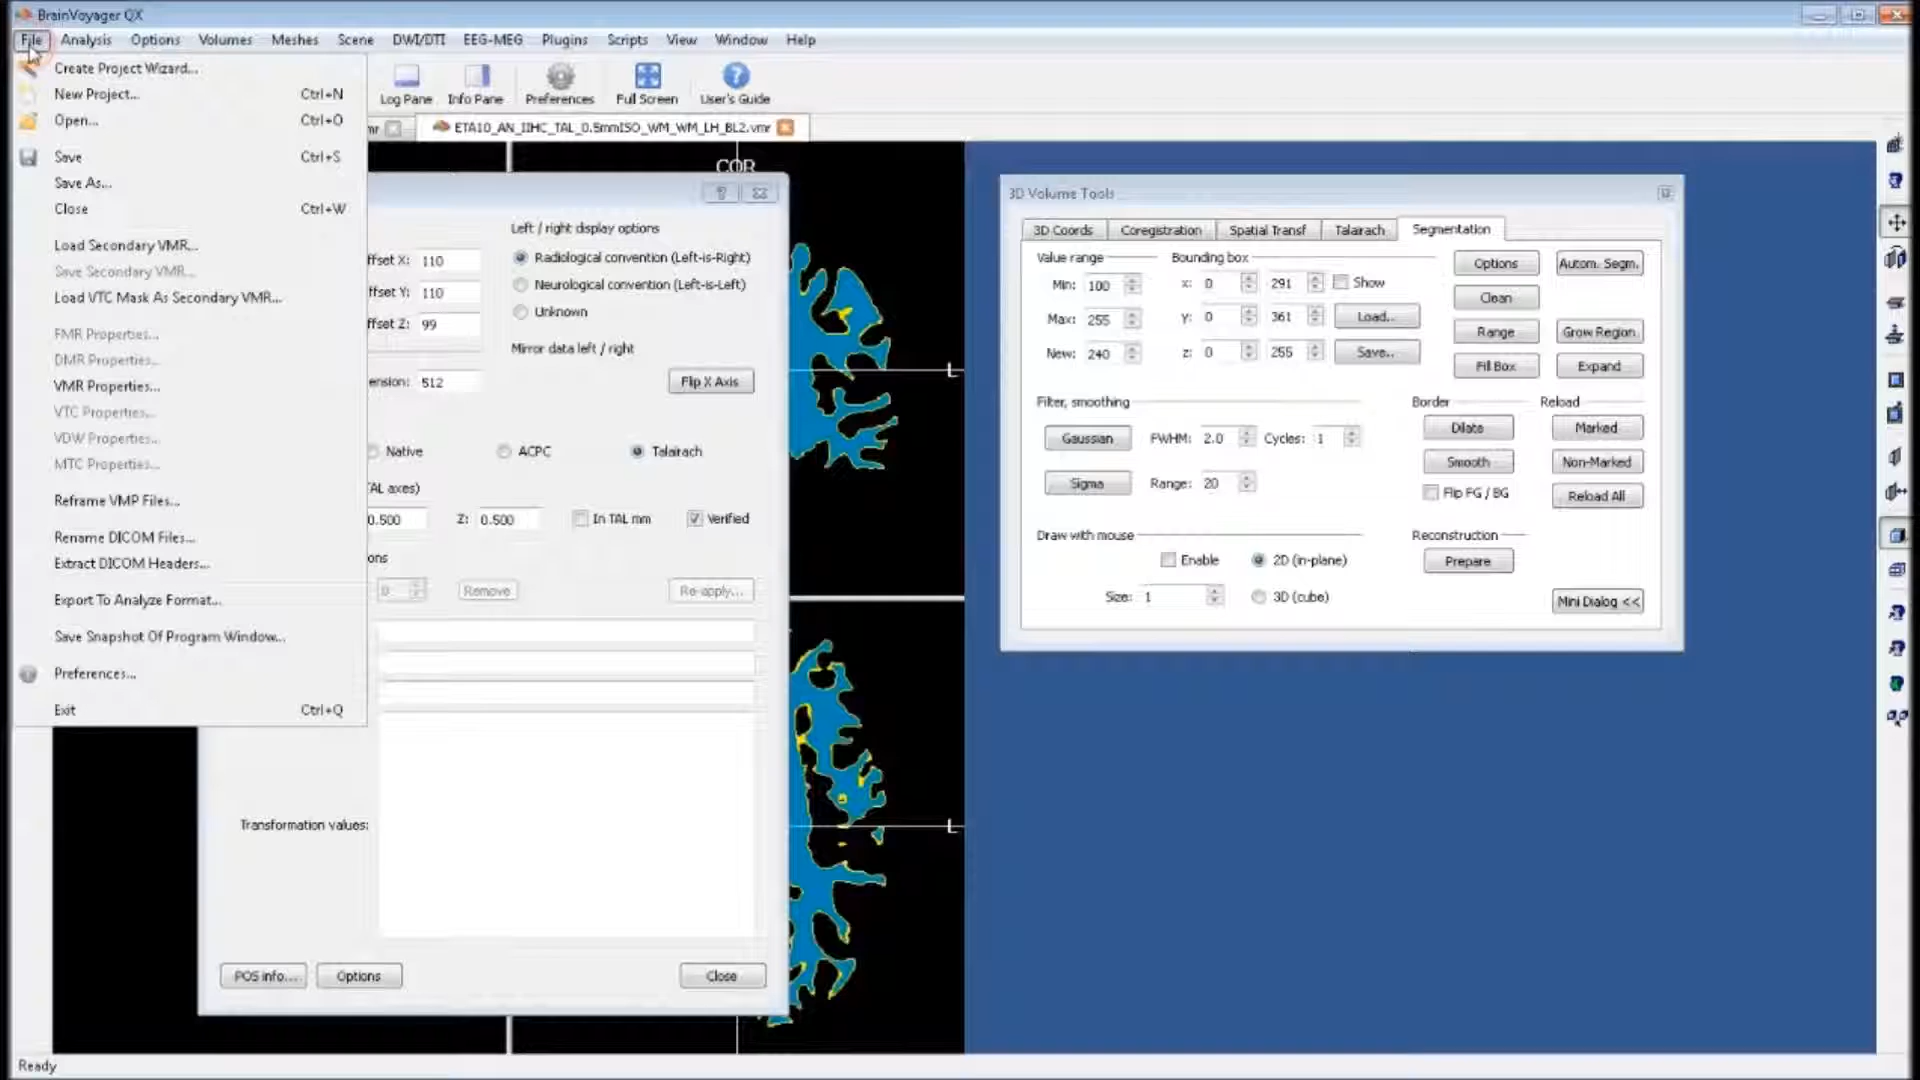 BrainVoyager QX
File Analysis Options Volumes Meshes Scene DWI/DTI EEG-MEG Plugins Scripts View Window Help
Create Project Wizard...
New Project... Ctrl+N
Open... Ctrl+O
Save Ctrl+S
Save As...
Close Ctrl+W
Load Secondary VMR...
Save Secondary VMR...
Load VTC Mask As Secondary VMR...
FMR Properties...
DMR Properties...
VMR Properties...
VTC Properties...
VDW Properties...
MTC Properties...
Reframe VMP Files...
Rename DICOM Files...
Extract DICOM Headers...
Export To Analyze Format...
Save Snapshot Of Program Window...
Preferences...
Exit Ctrl+Q
Log Pane Info Pane Preferences Full Screen User's Guide
mr ETA10_AN_IIHC_TAL_0.5mmISO_WM_WM_LH_BL2.vmr
COR
Left / right display options
ffset X: 110 Radiological convention (Left-is-Right)
ffset Y: 110 Neurological convention (Left-is-Left)
ffset Z: 99 Unknown
Mirror data left / right
ension: 512 Flip X Axis
Native ACPC Talairach
TAL axes)
0.500 Z: 0.500 In TAL mm Verified
ons
0 Remove Re-apply...
Transformation values:
POS info... Options Close
L
L
3D Volume Tools
3D Coords Coregistration Spatial Transf Talairach Segmentation
Value range Bounding box Options Autom. Segm.
Min: 100 x: 0 291 Show
Clean
Max: 255 y: 0 361 Load...
Range Grow Region
New: 240 z: 0 255 Save...
Fill Box Expand
Filter, smoothing Border Reload
Gaussian FWHM: 2.0 Cycles: 1 Dilate Marked
Smooth Non-Marked
Sigma Range: 20 Flip FG / BG Reload All
Draw with mouse Reconstruction
Enable 2D (in-plane) Prepare
Size: 1 3D (cube) Mini Dialog <<
Ready